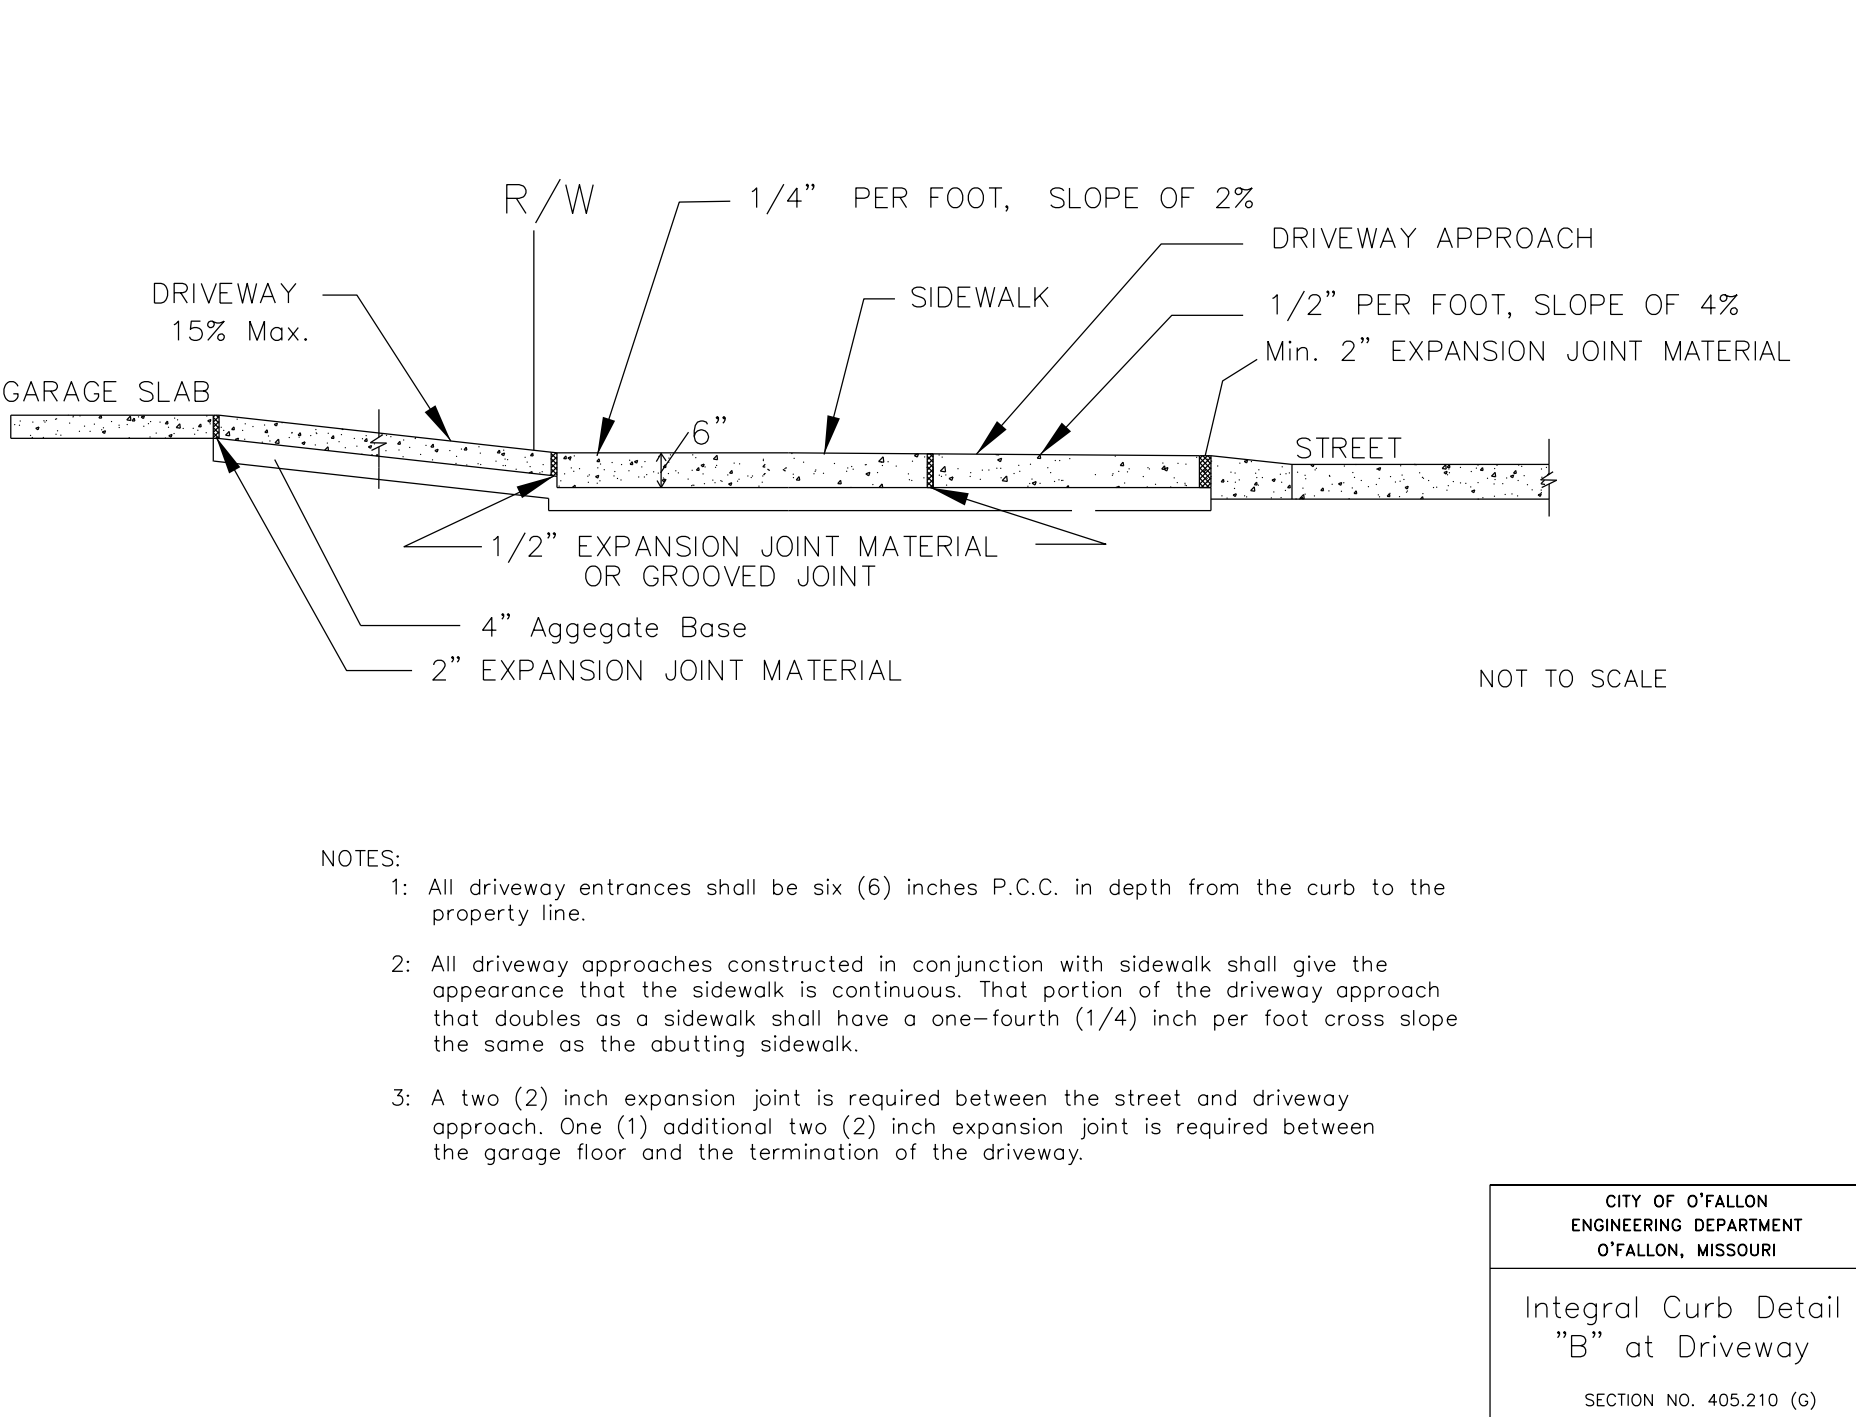 R/W
1/4" PER FOOT, SLOPE OF 2%
DRIVEWAY APPROACH
DRIVEWAY
15% Max.
SIDEWALK
1/2" PER FOOT, SLOPE OF 4%
Min. 2" EXPANSION JOINT MATERIAL
GARAGE SLAB
6"
STREET
1/2" EXPANSION JOINT MATERIAL
OR GROOVED JOINT
4" Aggegate Base
2" EXPANSION JOINT MATERIAL
NOT TO SCALE
NOTES:
1: All driveway entrances shall be six (6) inches P.C.C. in depth from the curb to the
property line.
2: All driveway approaches constructed in conjunction with sidewalk shall give the
appearance that the sidewalk is continuous. That portion of the driveway approach
that doubles as a sidewalk shall have a one-fourth (1/4) inch per foot cross slope
the same as the abutting sidewalk.
3: A two (2) inch expansion joint is required between the street and driveway
approach. One (1) additional two (2) inch expansion joint is required between
the garage floor and the termination of the driveway.
CITY OF O'FALLON
ENGINEERING DEPARTMENT
O'FALLON, MISSOURI
Integral Curb Detail
"B" at Driveway
SECTION NO. 405.210 (G)